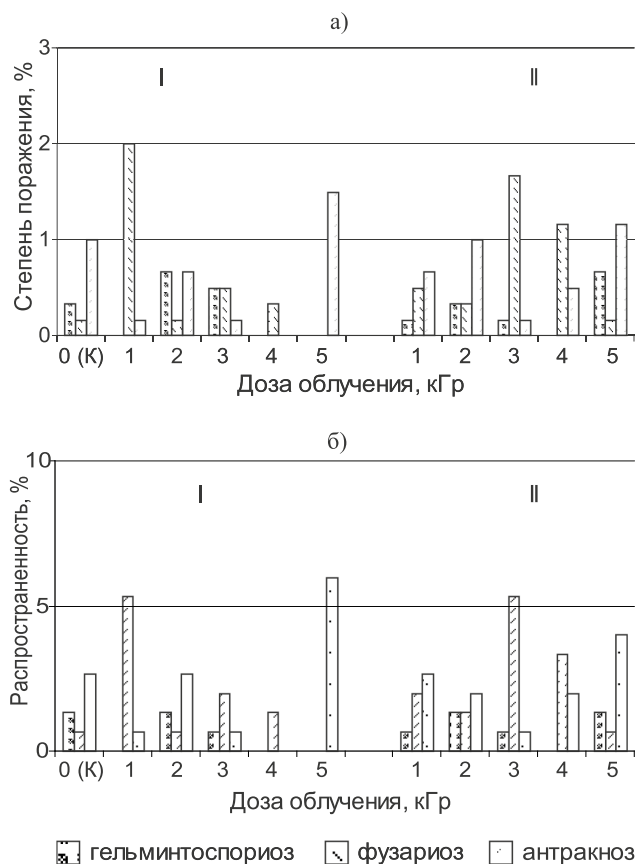 а)
Степень поражения, %
3
2
1
0
I
II
0 (К) 1 2 3 4 5 1 2 3 4 5
Доза облучения, кГр
б)
Распространенность, %
10
5
0
I
II
0 (К) 1 2 3 4 5 1 2 3 4 5
Доза облучения, кГр
гельминтоспориоз фузариоз антракноз